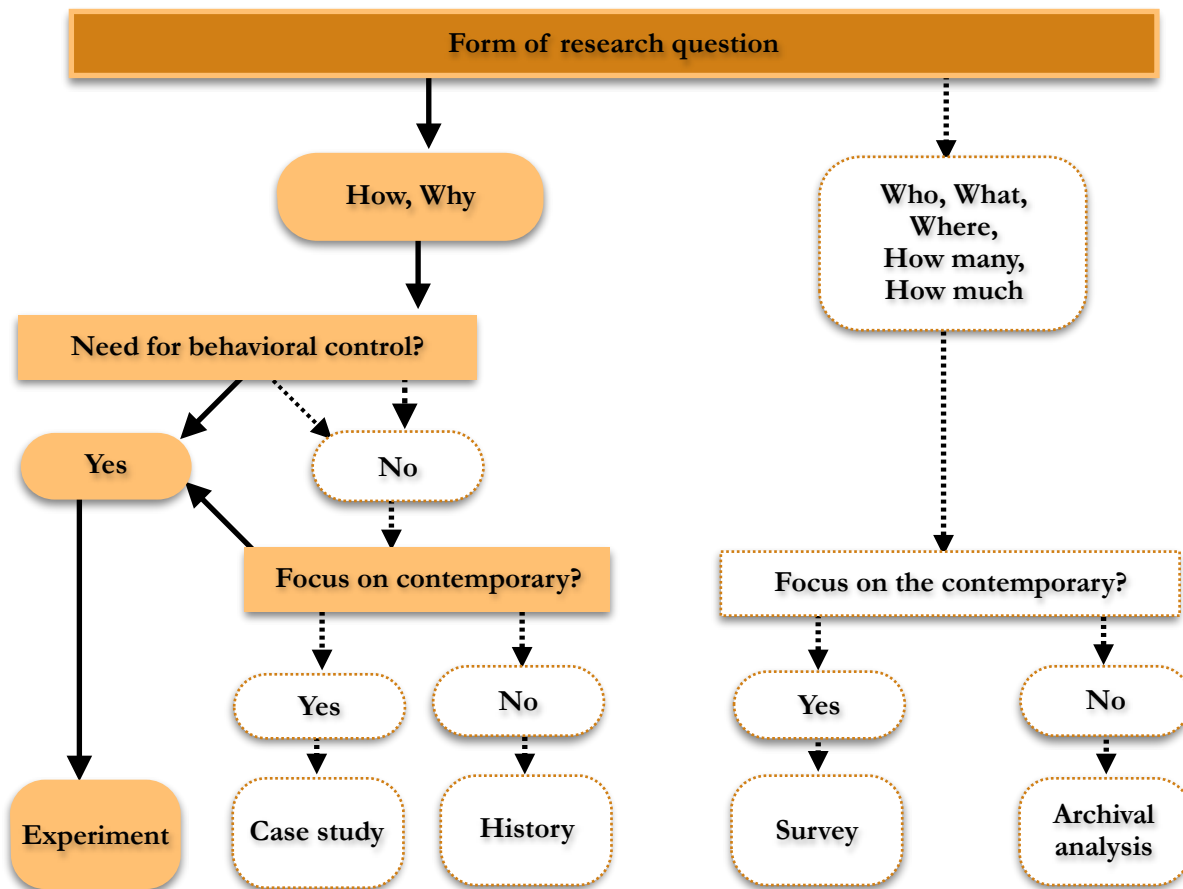 Form of research question
How, Why
Who, What,
Where,
How many,
How much
Need for behavioral control?
Yes
No
Focus on contemporary?
Focus on the contemporary?
Yes
No
Yes
No
Experiment
Case study
History
Survey
Archival
analysis